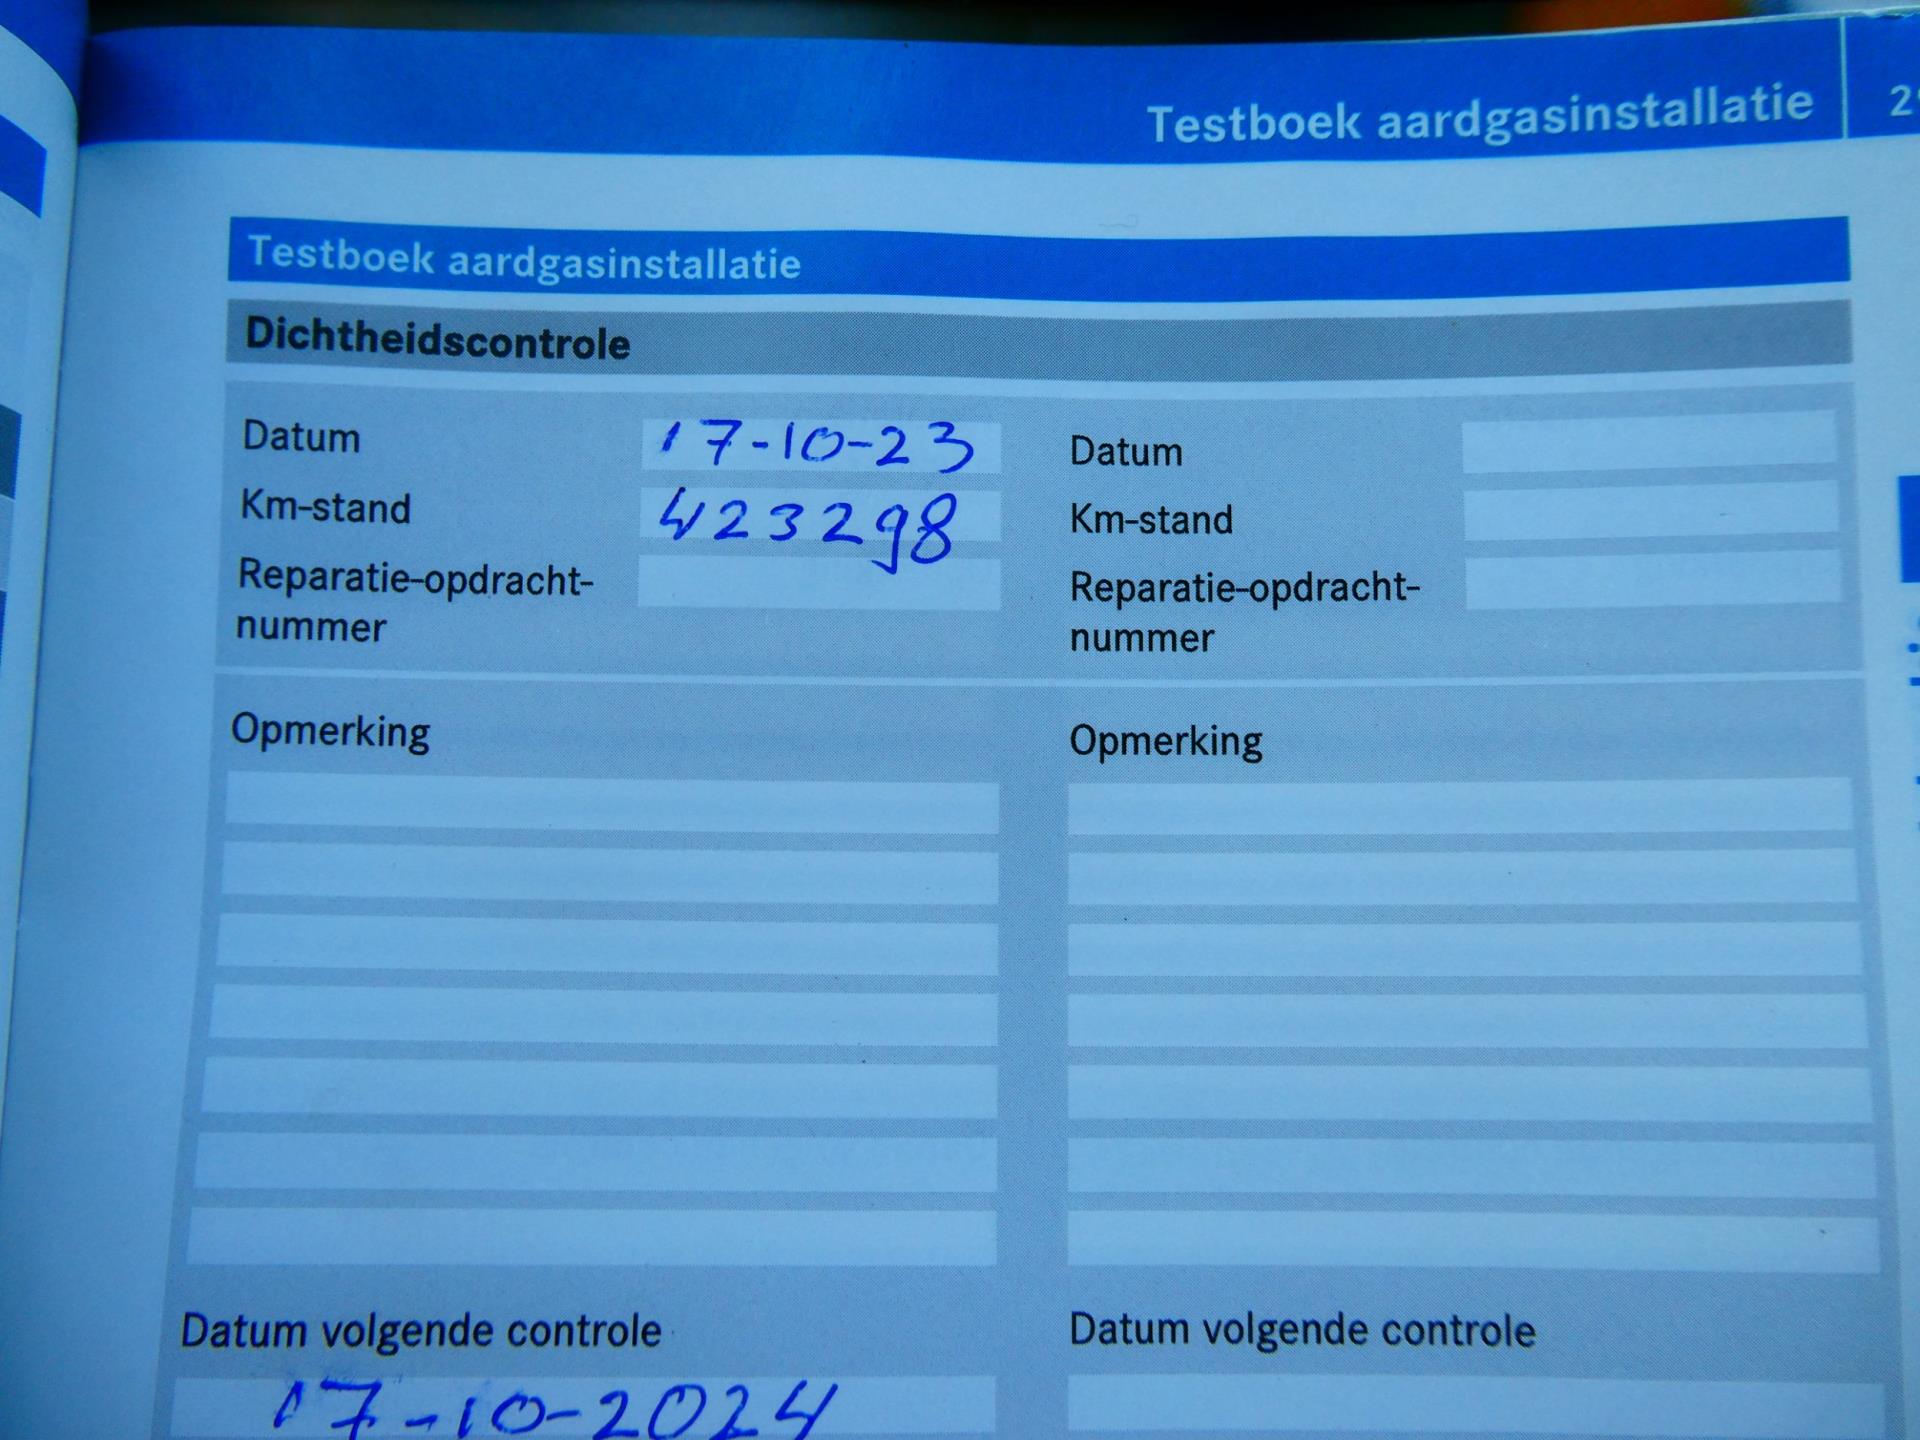 Testboek aardgasinstallatie
Testboek aardgasinstallatie
Dichtheidscontrole
Datum 17-10-23
Km-stand 423298
Reparatie-opdracht-
nummer
Datum
Km-stand
Reparatie-opdracht-
nummer
Opmerking
Opmerking
Datum volgende controle
17-10-2024
Datum volgende controle